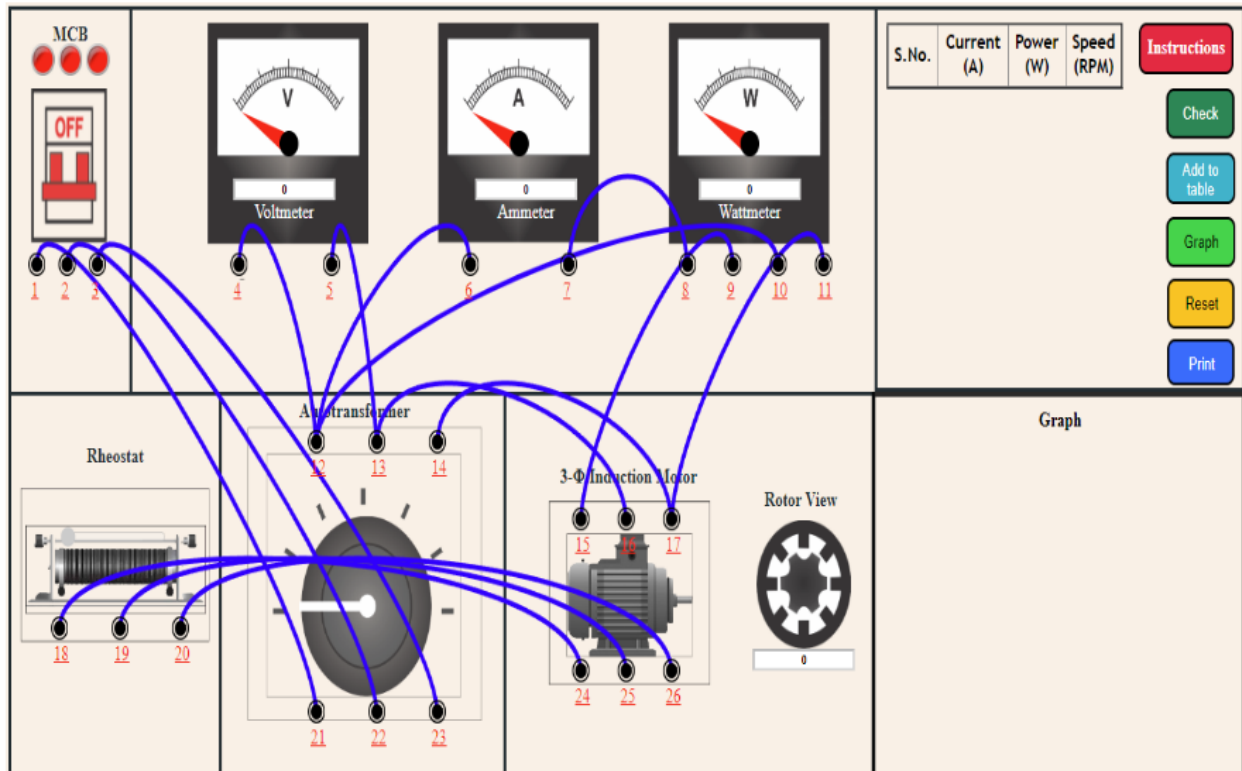 MCB
OFF
V
A
W
0
0
0
Voltmeter
Ammeter
Wattmeter
1 2 3 4 5 6 7 8 9 10 11
S.No. Current (A) Power (W) Speed (RPM)
Instructions
Check
Add to
table
Graph
Reset
Print
Rheostat
18 19 20
Autotransformer
12 13 14
21 22 23
3-Φ Induction Motor
15 16 17
24 25 26
Rotor View
0
Graph